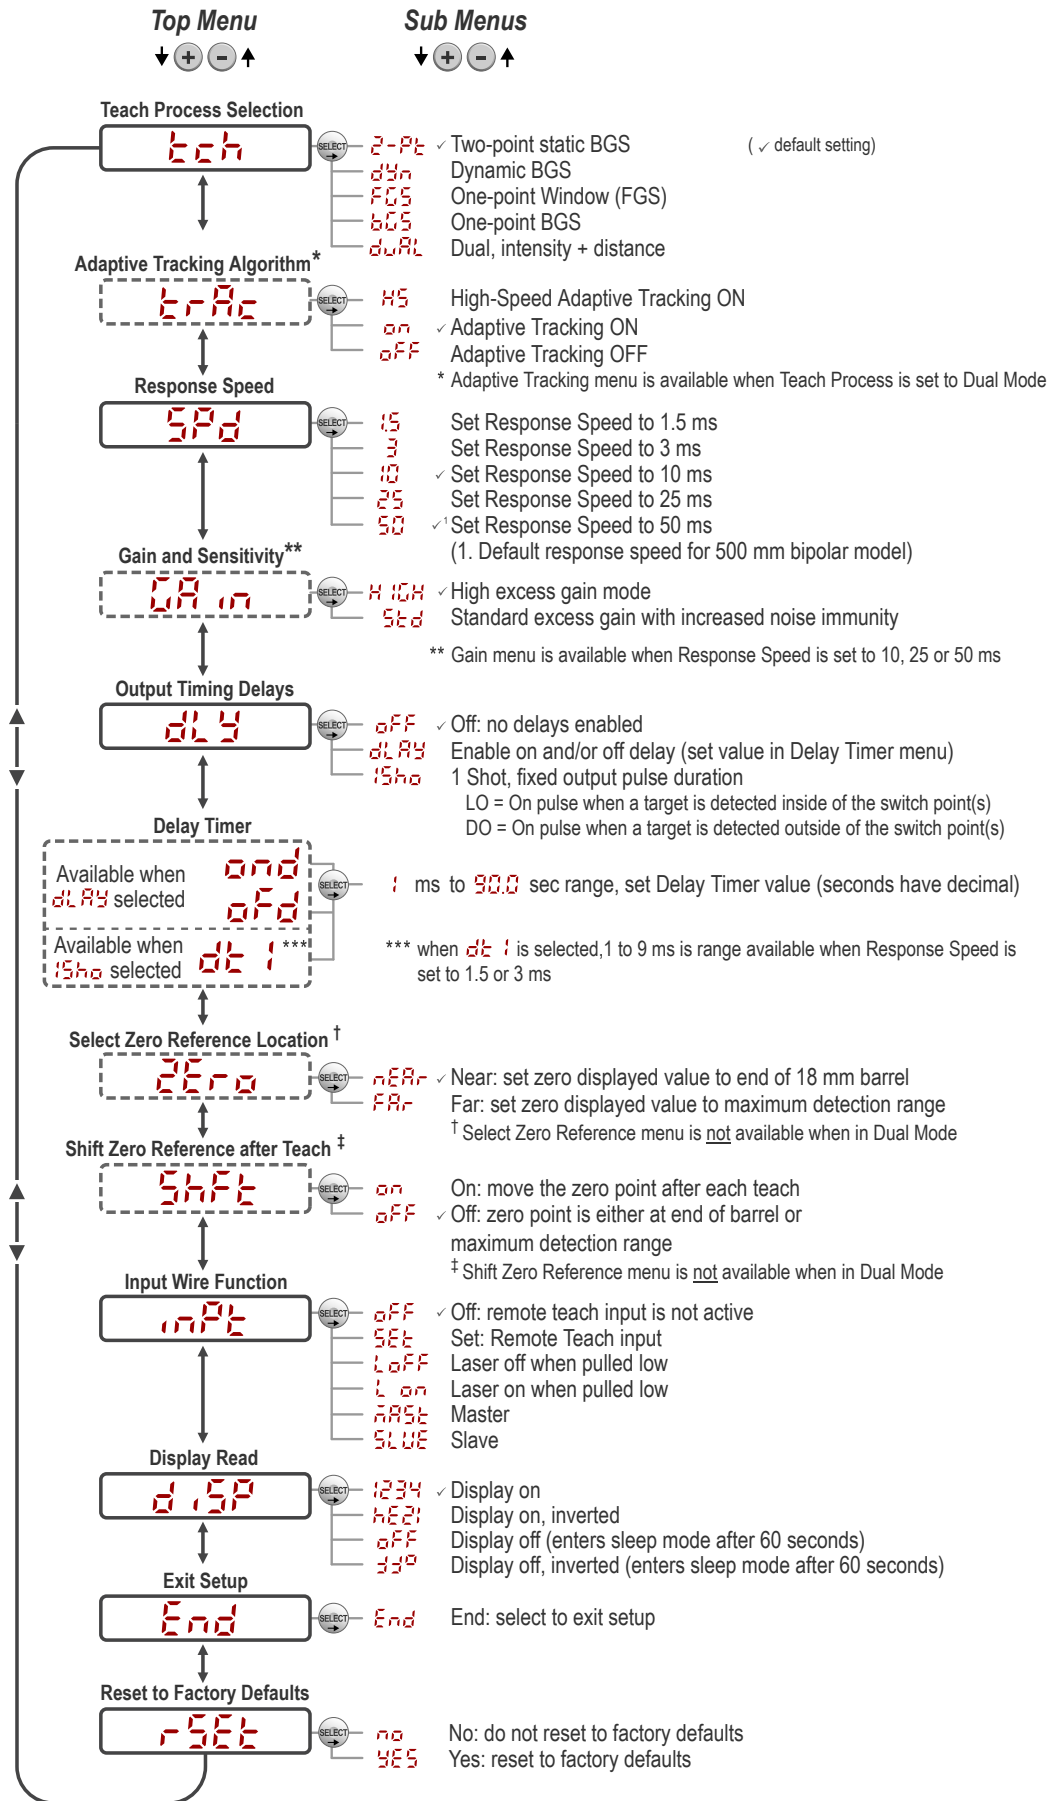 Top Menu Sub Menus
+ - + -
Teach Process Selection
tch SELECT 2-Pt ✓ Two-point static BGS ( ✓ default setting)
dYn Dynamic BGS
FGS One-point Window (FGS)
bGS One-point BGS
duAL Dual, intensity + distance
Adaptive Tracking Algorithm*
trAc SELECT HS High-Speed Adaptive Tracking ON
on ✓ Adaptive Tracking ON
oFF Adaptive Tracking OFF
* Adaptive Tracking menu is available when Teach Process is set to Dual Mode
Response Speed
SPd SELECT 1.5 Set Response Speed to 1.5 ms
3 Set Response Speed to 3 ms
10 ✓ Set Response Speed to 10 ms
25 Set Response Speed to 25 ms
50 ✓¹ Set Response Speed to 50 ms
(1. Default response speed for 500 mm bipolar model)
Gain and Sensitivity**
GAin SELECT HIGH ✓ High excess gain mode
Std Standard excess gain with increased noise immunity
** Gain menu is available when Response Speed is set to 10, 25 or 50 ms
Output Timing Delays
dLY SELECT oFF ✓ Off: no delays enabled
dLAY Enable on and/or off delay (set value in Delay Timer menu)
1Sho 1 Shot, fixed output pulse duration
LO = On pulse when a target is detected inside of the switch point(s)
DO = On pulse when a target is detected outside of the switch point(s)
Delay Timer
Available when dLAY selected ond oFd SELECT 1 ms to 90.0 sec range, set Delay Timer value (seconds have decimal)
Available when 1Sho selected dt 1 *** *** when dt 1 is selected,1 to 9 ms is range available when Response Speed is
set to 1.5 or 3 ms
Select Zero Reference Location †
ZEro SELECT nEAr ✓ Near: set zero displayed value to end of 18 mm barrel
FAr Far: set zero displayed value to maximum detection range
† Select Zero Reference menu is not available when in Dual Mode
Shift Zero Reference after Teach ‡
ShFt SELECT on On: move the zero point after each teach
oFF ✓ Off: zero point is either at end of barrel or
maximum detection range
‡ Shift Zero Reference menu is not available when in Dual Mode
Input Wire Function
inPt SELECT oFF ✓ Off: remote teach input is not active
SEt Set: Remote Teach input
LoFF Laser off when pulled low
L on Laser on when pulled low
mASt Master
SLUE Slave
Display Read
diSP SELECT 1234 ✓ Display on
hEZ1 Display on, inverted
oFF Display off (enters sleep mode after 60 seconds)
Display off, inverted (enters sleep mode after 60 seconds)
Exit Setup
End SELECT End End: select to exit setup
Reset to Factory Defaults
rSEt SELECT no No: do not reset to factory defaults
YES Yes: reset to factory defaults